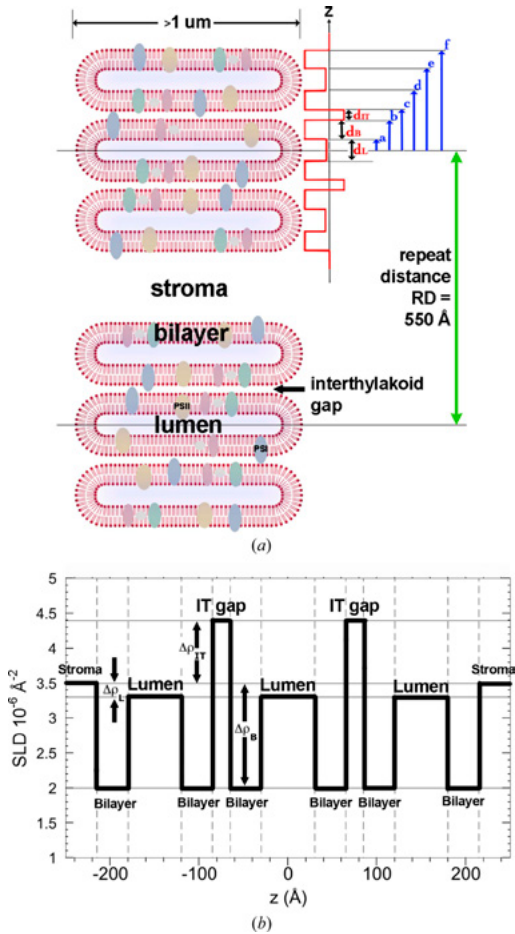 >1 um
z
f
e
d
c
b
a
dIT
dB
dL
repeat
distance
RD =
550 Å
stroma
bilayer
interthylakoid
gap
PSII
lumen
PSI
(a)
5
4.5
4
3.5
3
2.5
2
1.5
1
SLD 10⁻⁶ Å⁻²
IT gap
IT gap
ΔρIT
Stroma
Stroma
ΔρL
Lumen
Lumen
Lumen
ΔρB
Bilayer
Bilayer
Bilayer
Bilayer
Bilayer
Bilayer
-200
-100
0
100
200
z (Å)
(b)